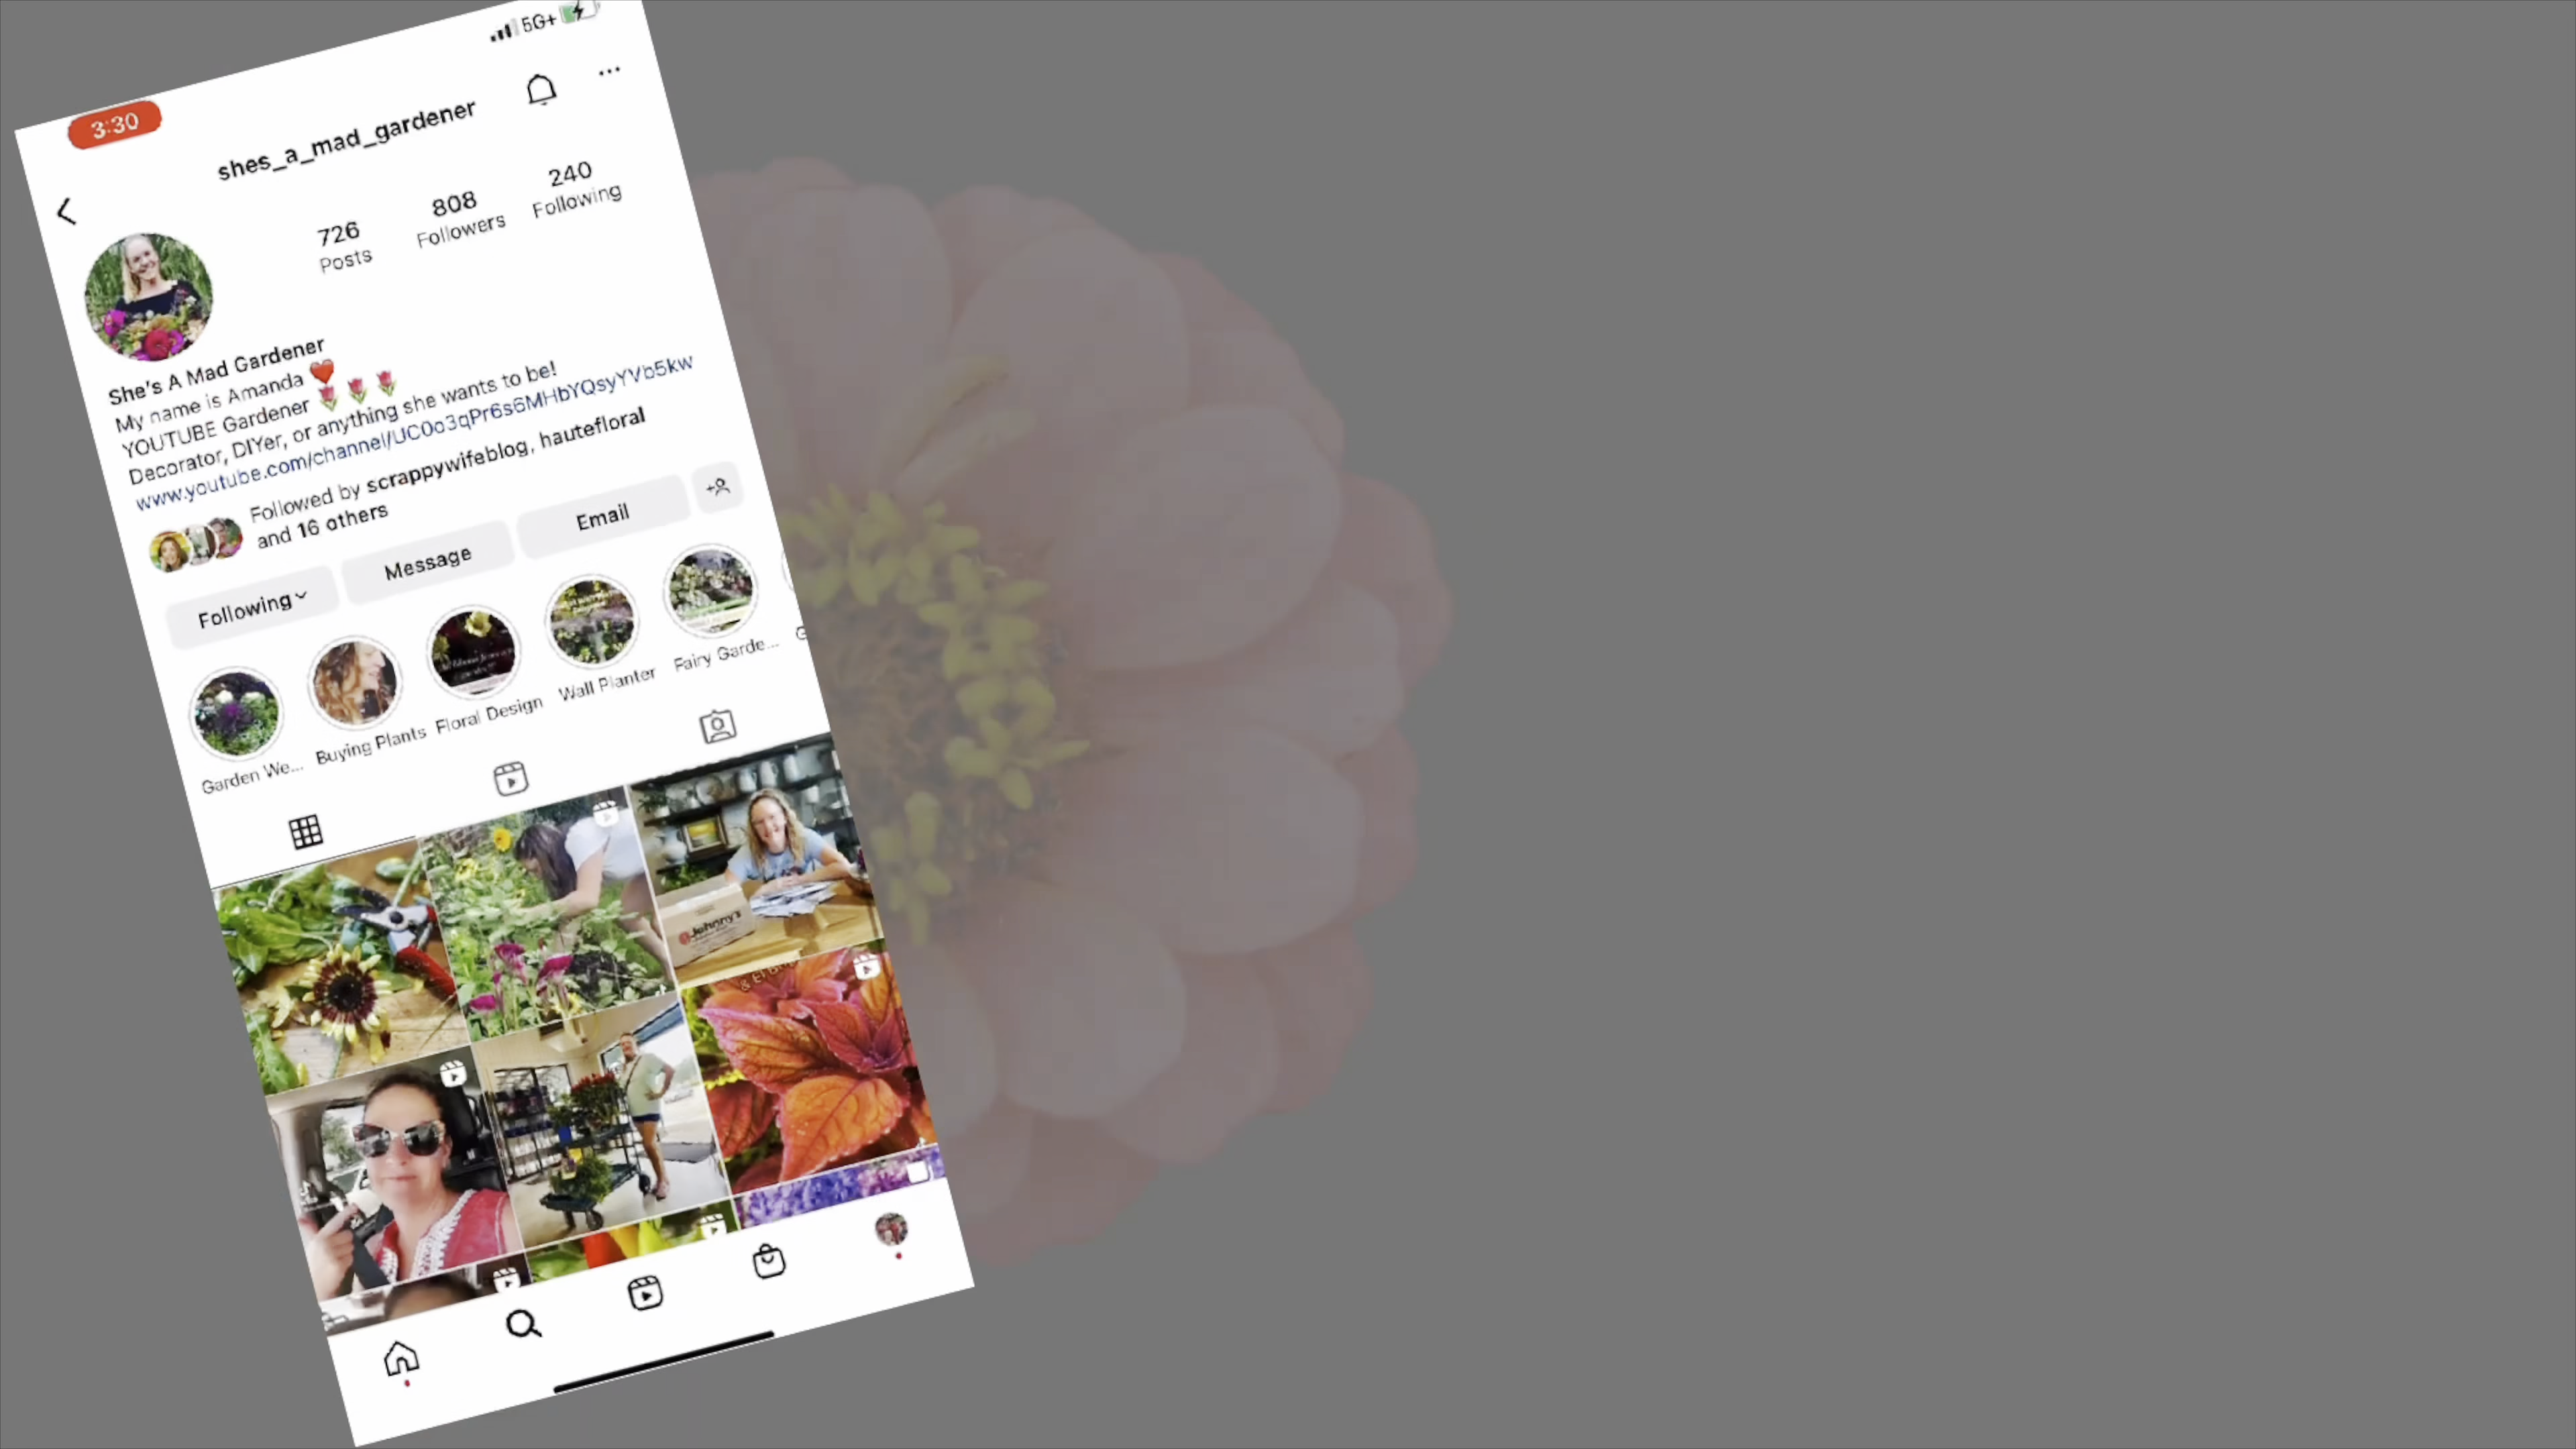 5G+
3:30
shes_a_mad_gardener
726 808 240
Posts Followers Following
She's A Mad Gardener
My name is Amanda ❤️
YOUTUBE Gardener 🌷🌷🌷
Decorator, DIYer, or anything she wants to be!
www.youtube.com/channel/UC0o3qPr6s6MHbYQsyYVb5kw
Followed by scrappywifeblog, hautefloral
and 16 others
Following Message Email
Garden We... Buying Plants Floral Design Wall Planter Fairy Garde... G
Johnny's